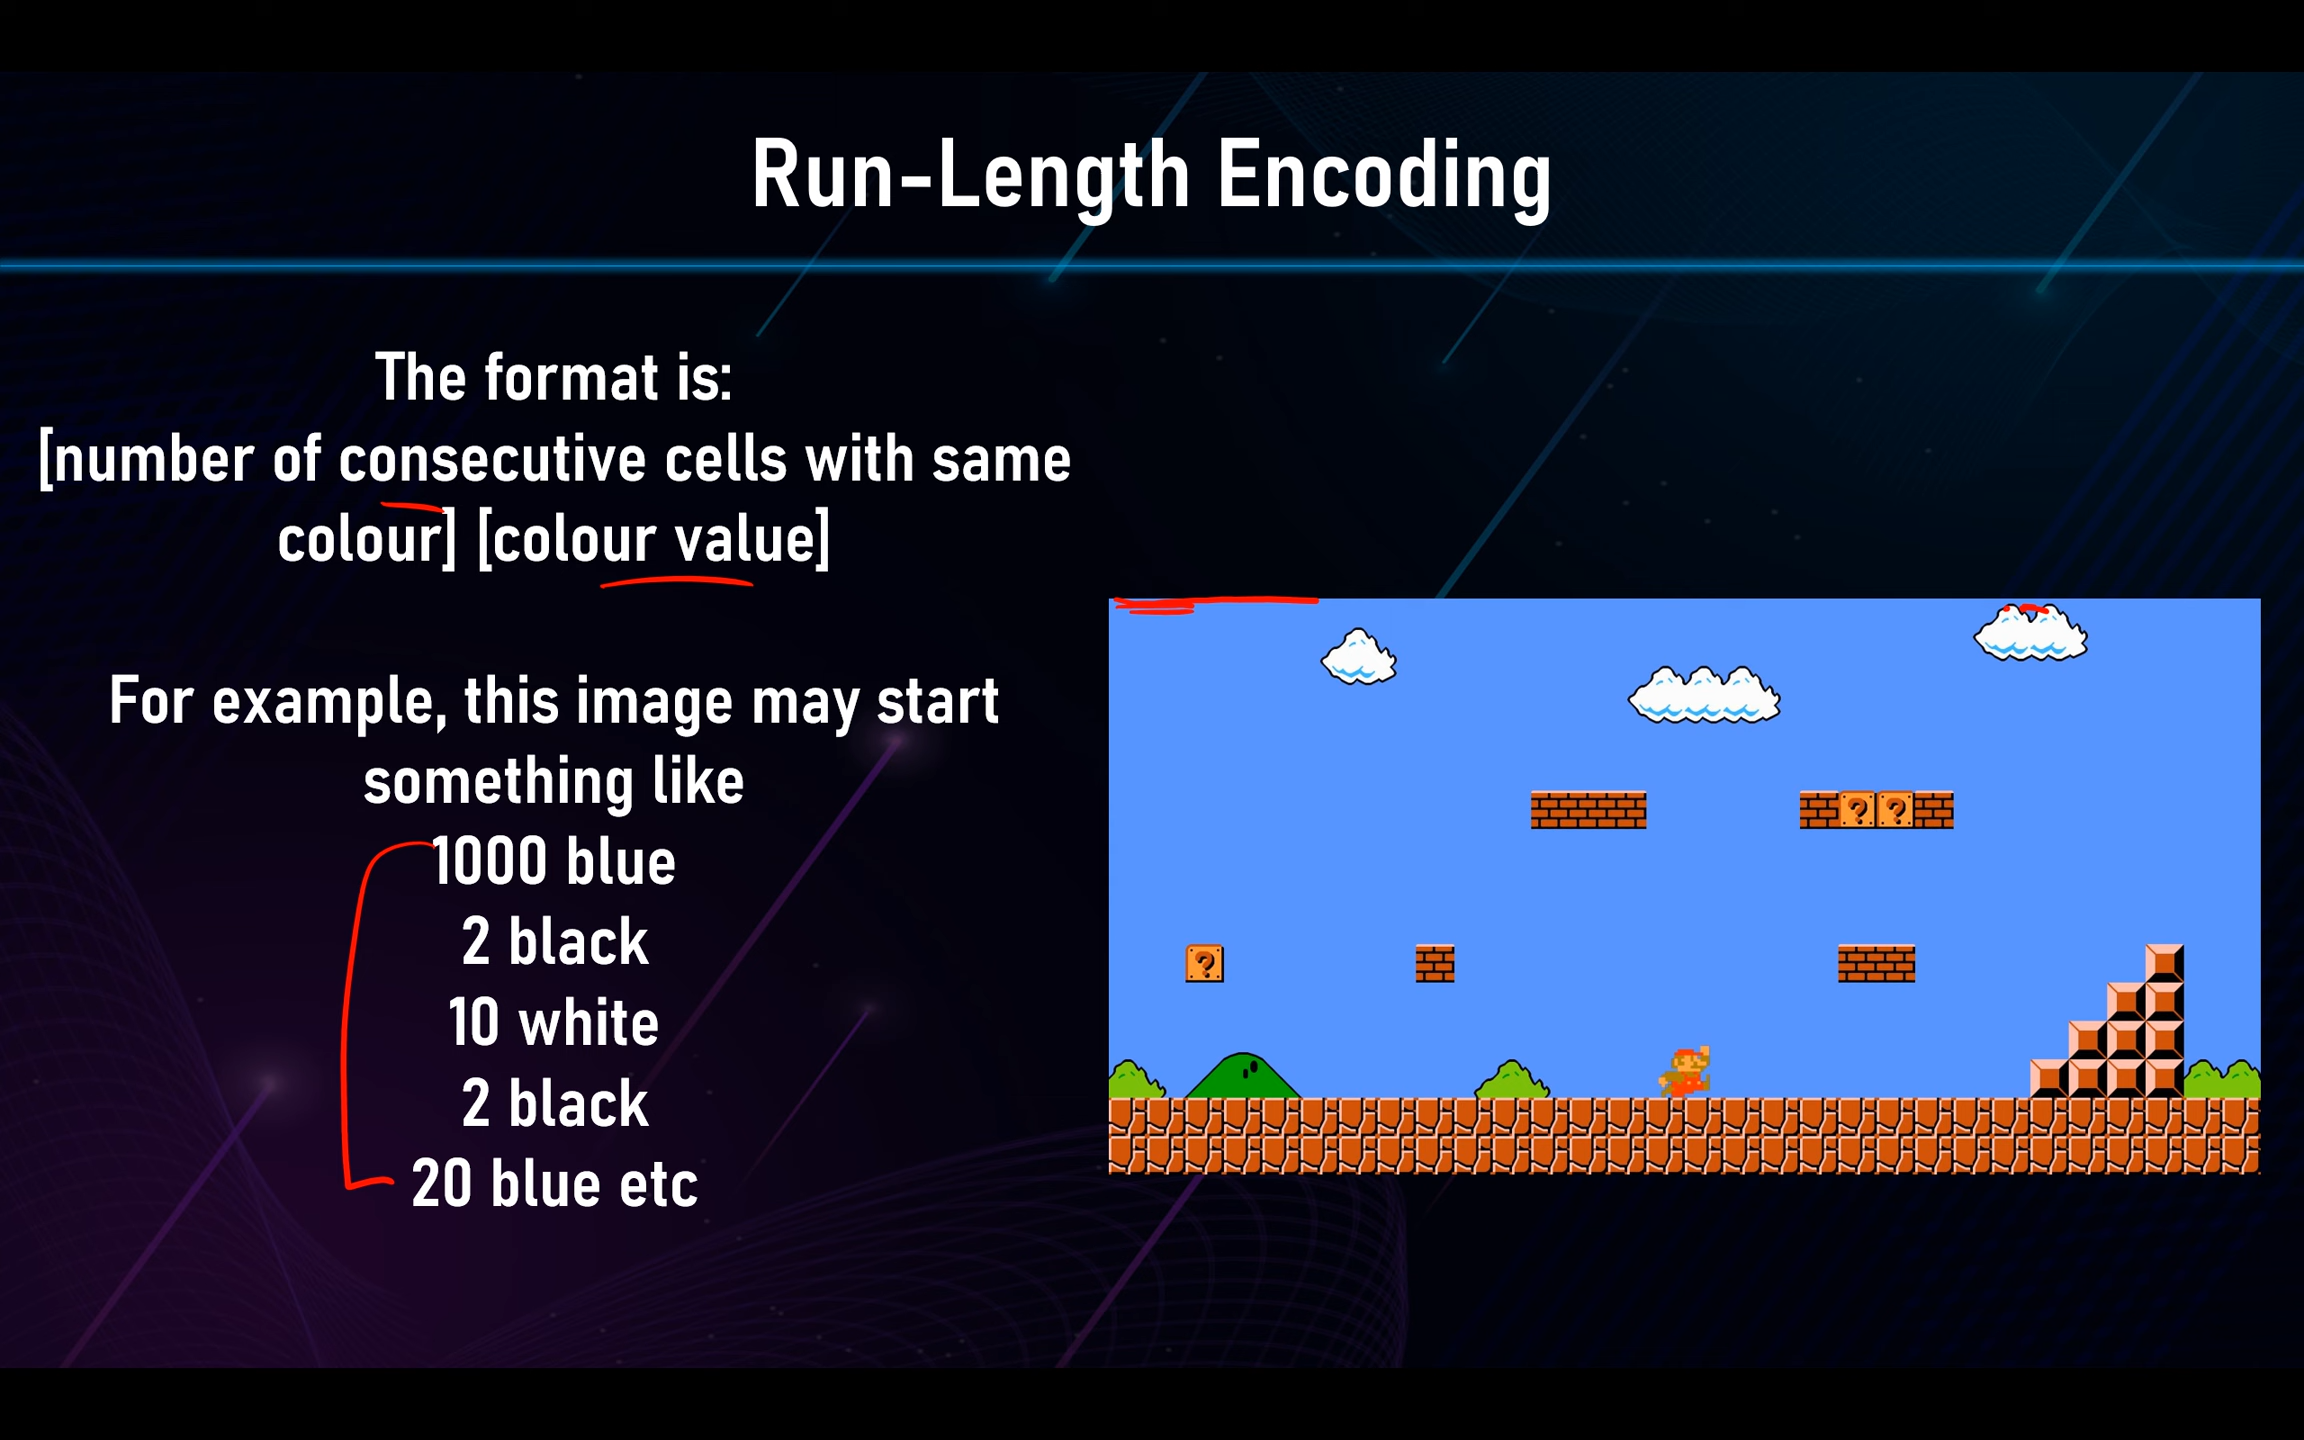 Run-Length Encoding
The format is:
[number of consecutive cells with same
colour] [colour value]
For example, this image may start
something like
1000 blue
2 black
10 white
2 black
20 blue etc
? ?
?